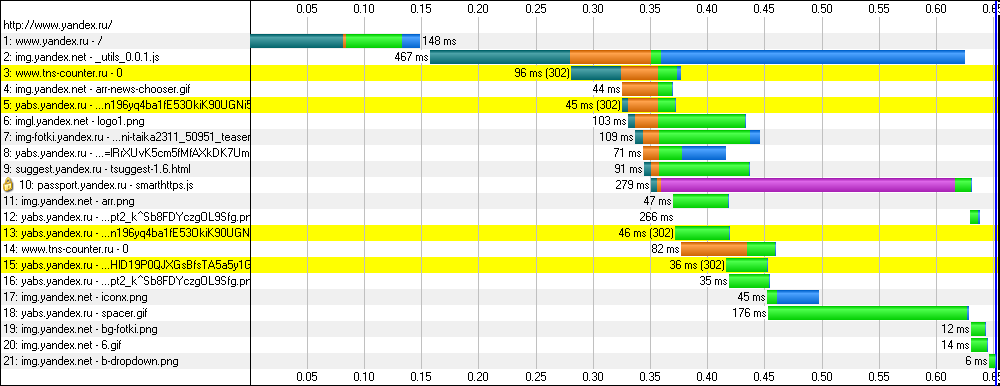 0.05 0.10 0.15 0.20 0.25 0.30 0.35 0.40 0.45 0.50 0.55 0.60
http://www.yandex.ru/
1: www.yandex.ru - / 148 ms
2: img.yandex.net - _utils_0.0.1.js 467 ms
3: www.tns-counter.ru - 0 96 ms (302)
4: img.yandex.net - arr-news-chooser.gif 44 ms
5: yabs.yandex.ru - ...n196yq4ba1fE53OkiK90UGNi5 45 ms (302)
6: imgl.yandex.net - logo1.png 103 ms
7: img-fotki.yandex.ru - ...ni-taika2311_50951_teaser 109 ms
8: yabs.yandex.ru - ...=lRrXUvK5cm5fMfAXkDK7Um 71 ms
9: suggest.yandex.ru - tsuggest-1.6.html 91 ms
10: passport.yandex.ru - smarthttps.js 279 ms
11: img.yandex.net - arr.png 47 ms
12: yabs.yandex.ru - ...pt2_k^Sb8FDYczgOL9Sfg.pr 266 ms
13: yabs.yandex.ru - ...n196yq4ba1fE53OkiK90UGN 46 ms (302)
14: www.tns-counter.ru - 0 82 ms
15: yabs.yandex.ru - ...HlD19P0QJXGsBfsTA5a5y1G 36 ms (302)
16: yabs.yandex.ru - ...pt2_k^Sb8FDYczgOL9Sfg.pr 35 ms
17: img.yandex.net - iconx.png 45 ms
18: yabs.yandex.ru - spacer.gif 176 ms
19: img.yandex.net - bg-fotki.png 12 ms
20: img.yandex.net - 6.gif 14 ms
21: img.yandex.net - b-dropdown.png 6 ms
0.05 0.10 0.15 0.20 0.25 0.30 0.35 0.40 0.45 0.50 0.55 0.60